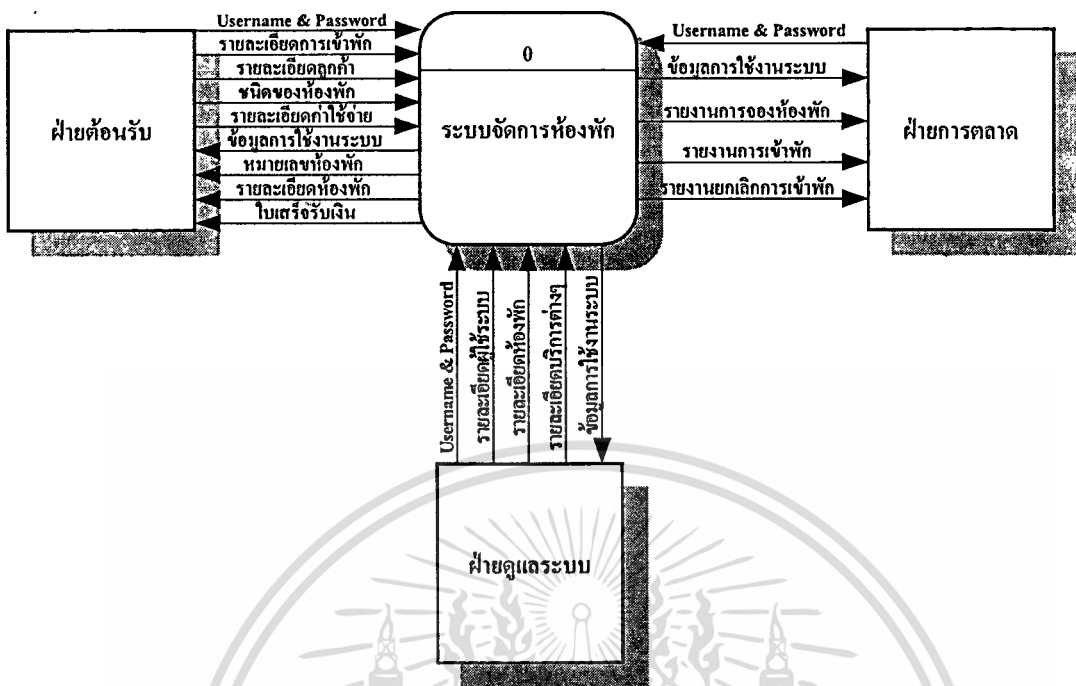 Username & Password
รายละเอียดการเข้าพัก
รายละเอียดลูกค้า
ชนิดของห้องพัก
รายละเอียดค่าใช้จ่าย
ข้อมูลการใช้งานระบบ
หมายเลขห้องพัก
รายละเอียดห้องพัก
ใบเสร็จรับเงิน
ฝ่ายต้อนรับ
0
ระบบจัดการห้องพัก
Username & Password
ข้อมูลการใช้งานระบบ
รายงานการจองห้องพัก
รายงานการเข้าพัก
รายงานยกเลิกการเข้าพัก
ฝ่ายการตลาด
Username & Password
รายละเอียดผู้ใช้ระบบ
รายละเอียดห้องพัก
รายละเอียดบริการต่างๆ
ข้อมูลการใช้งานระบบ
ฝ่ายดูแลระบบ